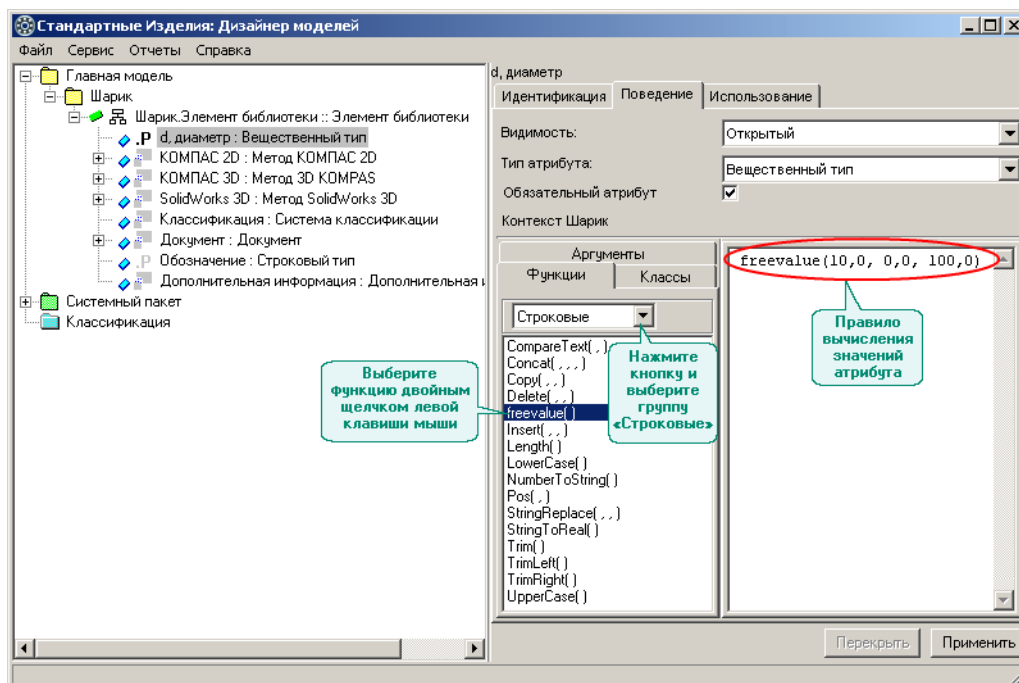 Стандартные Изделия: Дизайнер моделей
Файл Сервис Отчеты Справка
Главная модель
Шарик
Шарик.Элемент библиотеки :: Элемент библиотеки
.P d, диаметр : Вещественный тип
КОМПАС 2D : Метод КОМПАС 2D
КОМПАС 3D : Метод 3D KOMPAS
SolidWorks 3D : Метод SolidWorks 3D
Классификация : Система классификации
Документ : Документ
.P Обозначение : Строковый тип
Дополнительная информация : Дополнительная
Системный пакет
Классификация
d, диаметр
Идентификация Поведение Использование
Видимость: Открытый
Тип атрибута: Вещественный тип
Обязательный атрибут
Контекст Шарик
Аргументы
Функции Классы
Строковые
CompareText( , )
Concat( , , , )
Copy( , , )
Delete( , , )
freevalue( )
Insert( , , )
Length( )
LowerCase( )
NumberToString( )
Pos( , )
StringReplace( , , )
StringToReal( )
Trim( )
TrimLeft( )
TrimRight( )
UpperCase( )
freevalue(10,0, 0,0, 100,0)
Правило
вычисления
значений
атрибута
Нажмите
кнопку и
выберите
группу
«Строковые»
Выберите
функцию двойным
щелчком левой
клавиши мыши
Перекрыть Применить